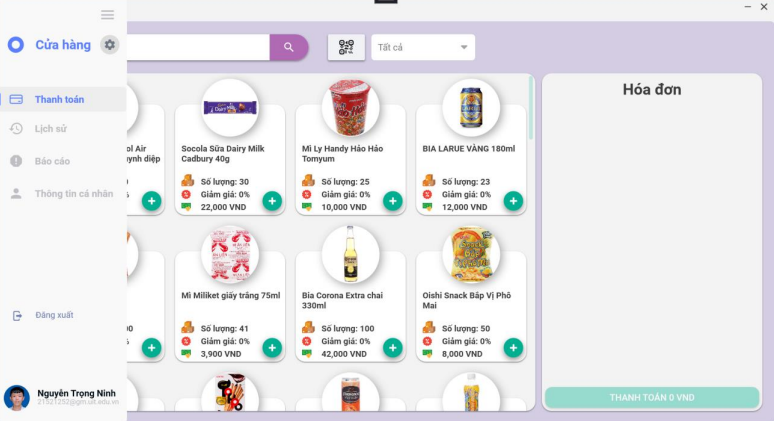 Cửa hàng
Thanh toán
Lịch sử
Báo cáo
Thông tin cá nhân
Đăng xuất
Nguyễn Trọng Ninh
21521252@gm.uit.edu.vn
Tất cả
ol Air
ỳnh diệp
Socola Sữa Dairy Milk
Cadbury 40g
Số lượng: 30
Giảm giá: 0%
22,000 VND
Mì Ly Handy Hảo Hảo
Tomyum
Số lượng: 25
Giảm giá: 0%
10,000 VND
BIA LARUE VÀNG 180ml
Số lượng: 23
Giảm giá: 0%
12,000 VND
Mì Miliket giấy trắng 75ml
Số lượng: 41
Giảm giá: 0%
3,900 VND
Bia Corona Extra chai
330ml
Số lượng: 100
Giảm giá: 0%
42,000 VND
Oishi Snack Bắp Vị Phô
Mai
Số lượng: 50
Giảm giá: 0%
8,000 VND
Hóa đơn
THANH TOÁN 0 VND